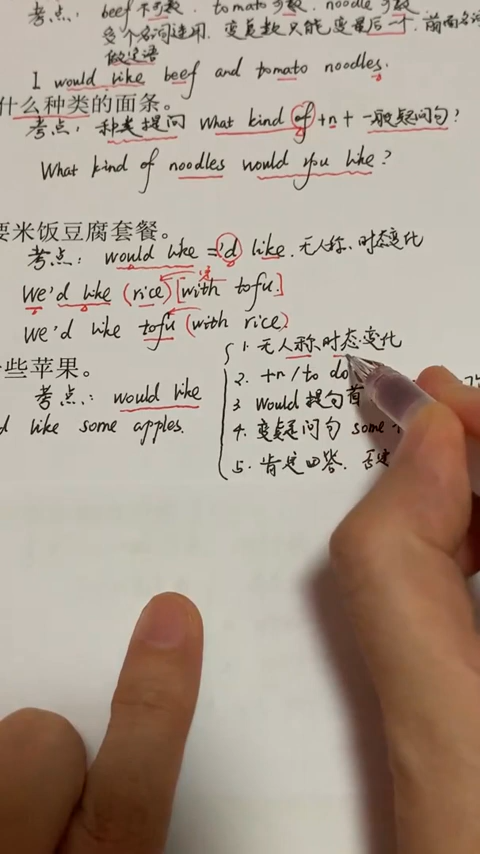 考点： beef 不可数. tomato 可数. noodle 可数
多个名词连用. 变复数只能变最后一个. 前面名词
做定语
I would like beef and tomato noodles.
什么种类的面条。
考点：种类提问 What kind of +n + 一般疑问句？
What kind of noodles would you like?
要米饭豆腐套餐。
考点： would like ='d like. 无人称、时态变化
We'd like (rice) [with tofu]
We'd like tofu (with rice)
些苹果。
考点：would like
like some apples.
1. 无人称、时态变化
2. +n / to do
3 Would 提句首
4. 变疑问句 some
5. 肯定回答. 否定